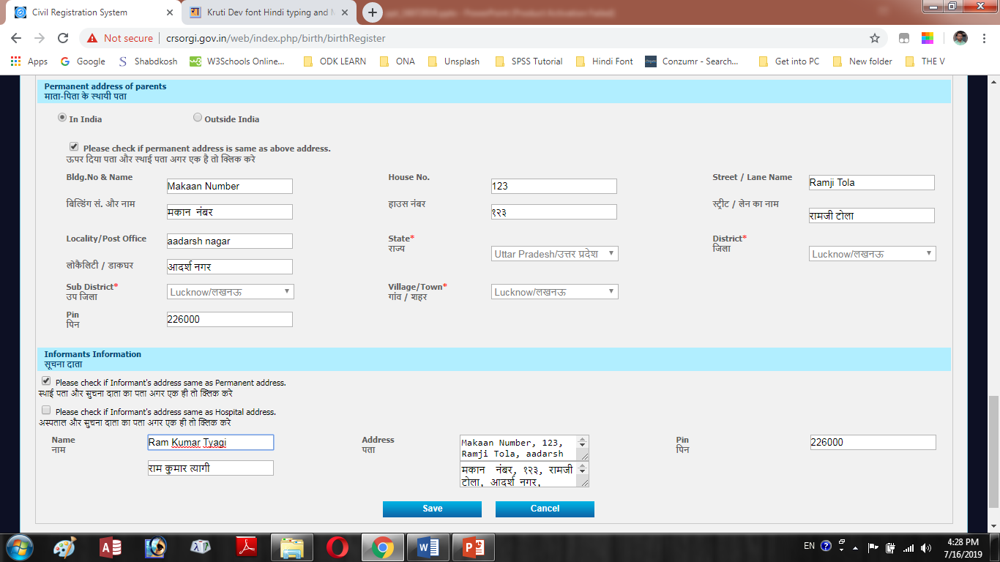 Civil Registration System
Kruti Dev font Hindi typing and
Not secure crsorgi.gov.in/web/index.php/birth/birthRegister
Apps Google Shabdkosh W3Schools Online... ODK LEARN ONA Unsplash SPSS Tutorial Hindi Font Conzumr - Search... Get into PC New folder THE V
Permanent address of parents
माता-पिता के स्थायी पता
In India Outside India
Please check if permanent address is same as above address.
ऊपर दिया पता और स्थाई पता अगर एक है तो क्लिक करे
Bldg.No & Name Makaan Number House No. 123 Street / Lane Name Ramji Tola
बिल्डिंग सं. और नाम मकान नंबर हाउस नंबर १२३ स्ट्रीट / लेन का नाम रामजी टोला
Locality/Post Office aadarsh nagar State* District*
राज्य Uttar Pradesh/उत्तर प्रदेश जिला Lucknow/लखनऊ
लोकैलिटी / डाकघर आदर्श नगर
Sub District* Lucknow/लखनऊ Village/Town* Lucknow/लखनऊ
उप जिला गांव / शहर
Pin 226000
पिन
Informants Information
सूचना दाता
Please check if Informant's address same as Permanent address.
स्थाई पता और सुचना दाता का पता अगर एक ही तो क्लिक करे
Please check if Informant's address same as Hospital address.
अस्पताल और सुचना दाता का पता अगर एक ही तो क्लिक करे
Name Ram Kumar Tyagi Address Makaan Number, 123, Pin 226000
नाम पता Ramji Tola, aadarsh पिन
राम कुमार त्यागी मकान नंबर, १२३, रामजी
टोला, आदर्श नगर,
Save Cancel
EN 4:28 PM
7/16/2019